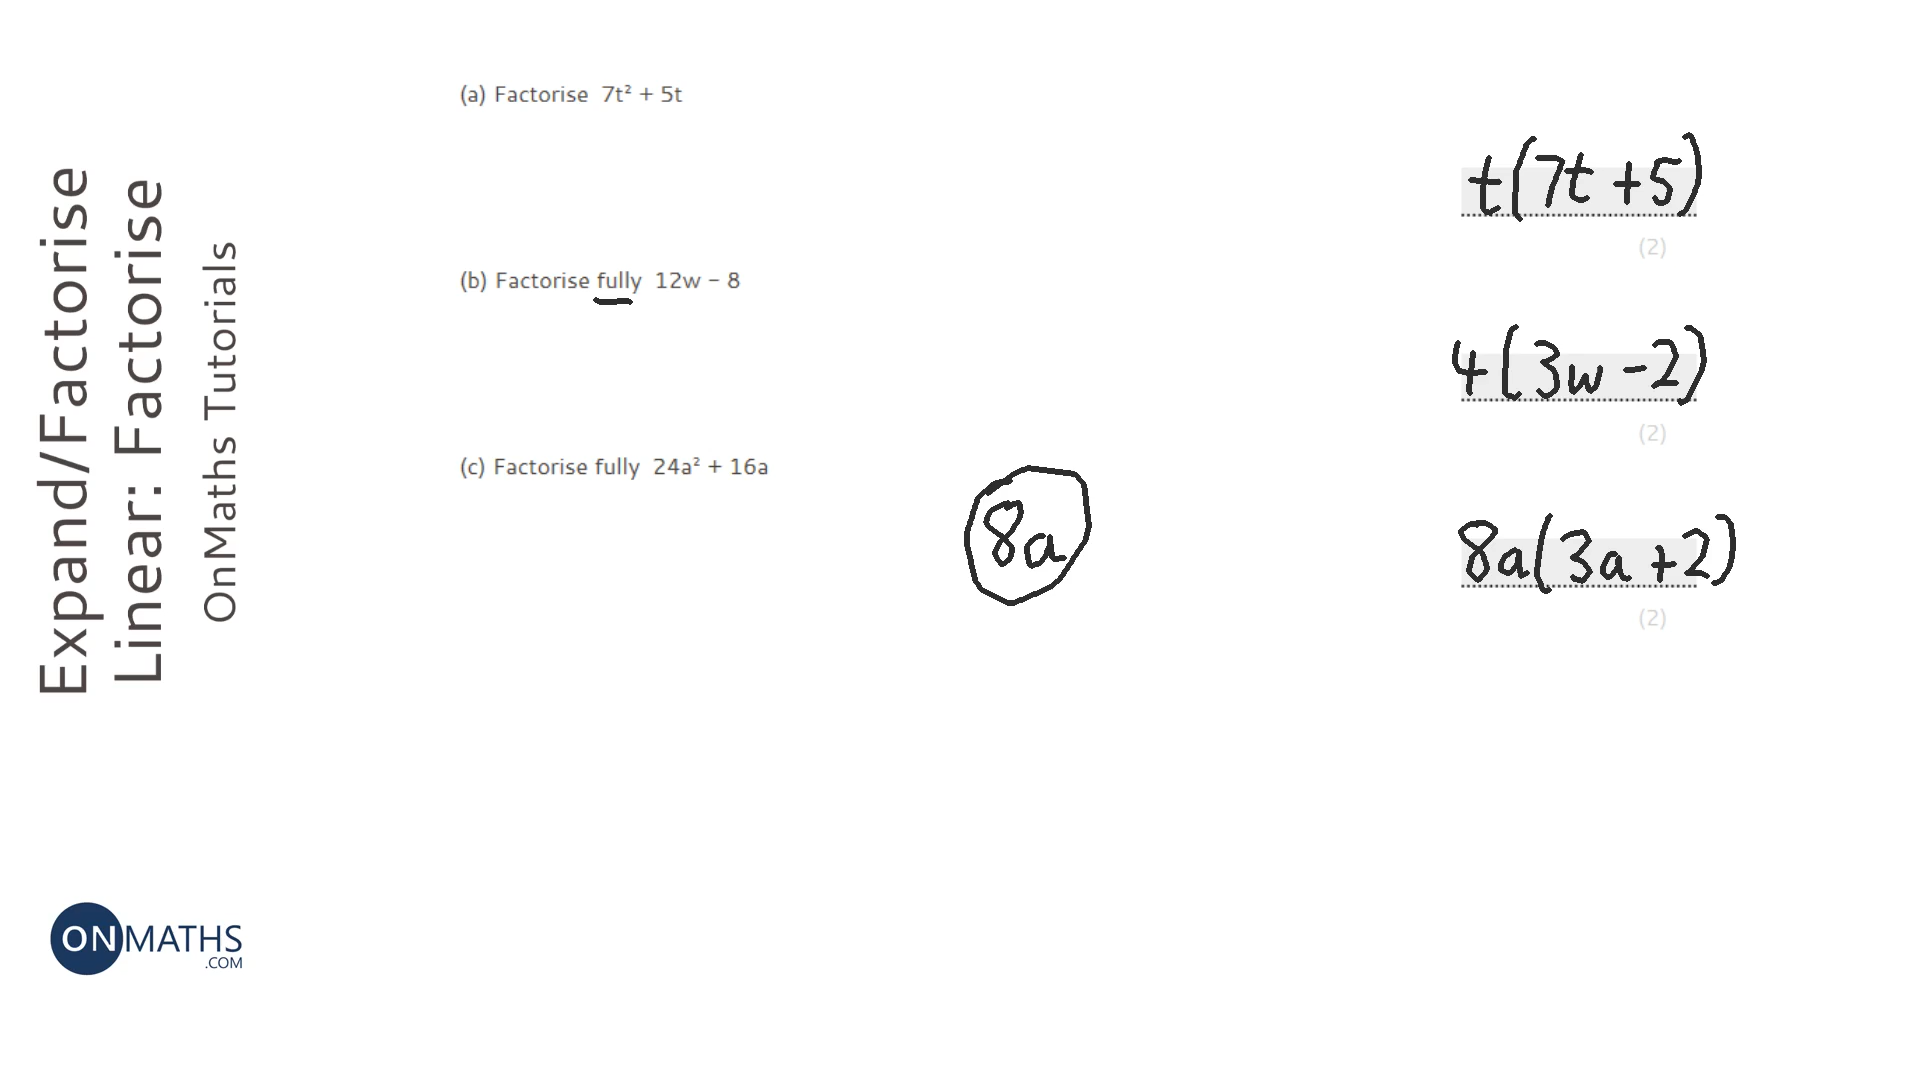 Expand/Factorise
Linear: Factorise
OnMaths Tutorials
(a) Factorise 7t² + 5t
t(7t +5)
(2)
(b) Factorise fully 12w − 8
4(3w −2)
(2)
(c) Factorise fully 24a² + 16a
8a
8a(3a +2)
(2)
ONMATHS
.COM